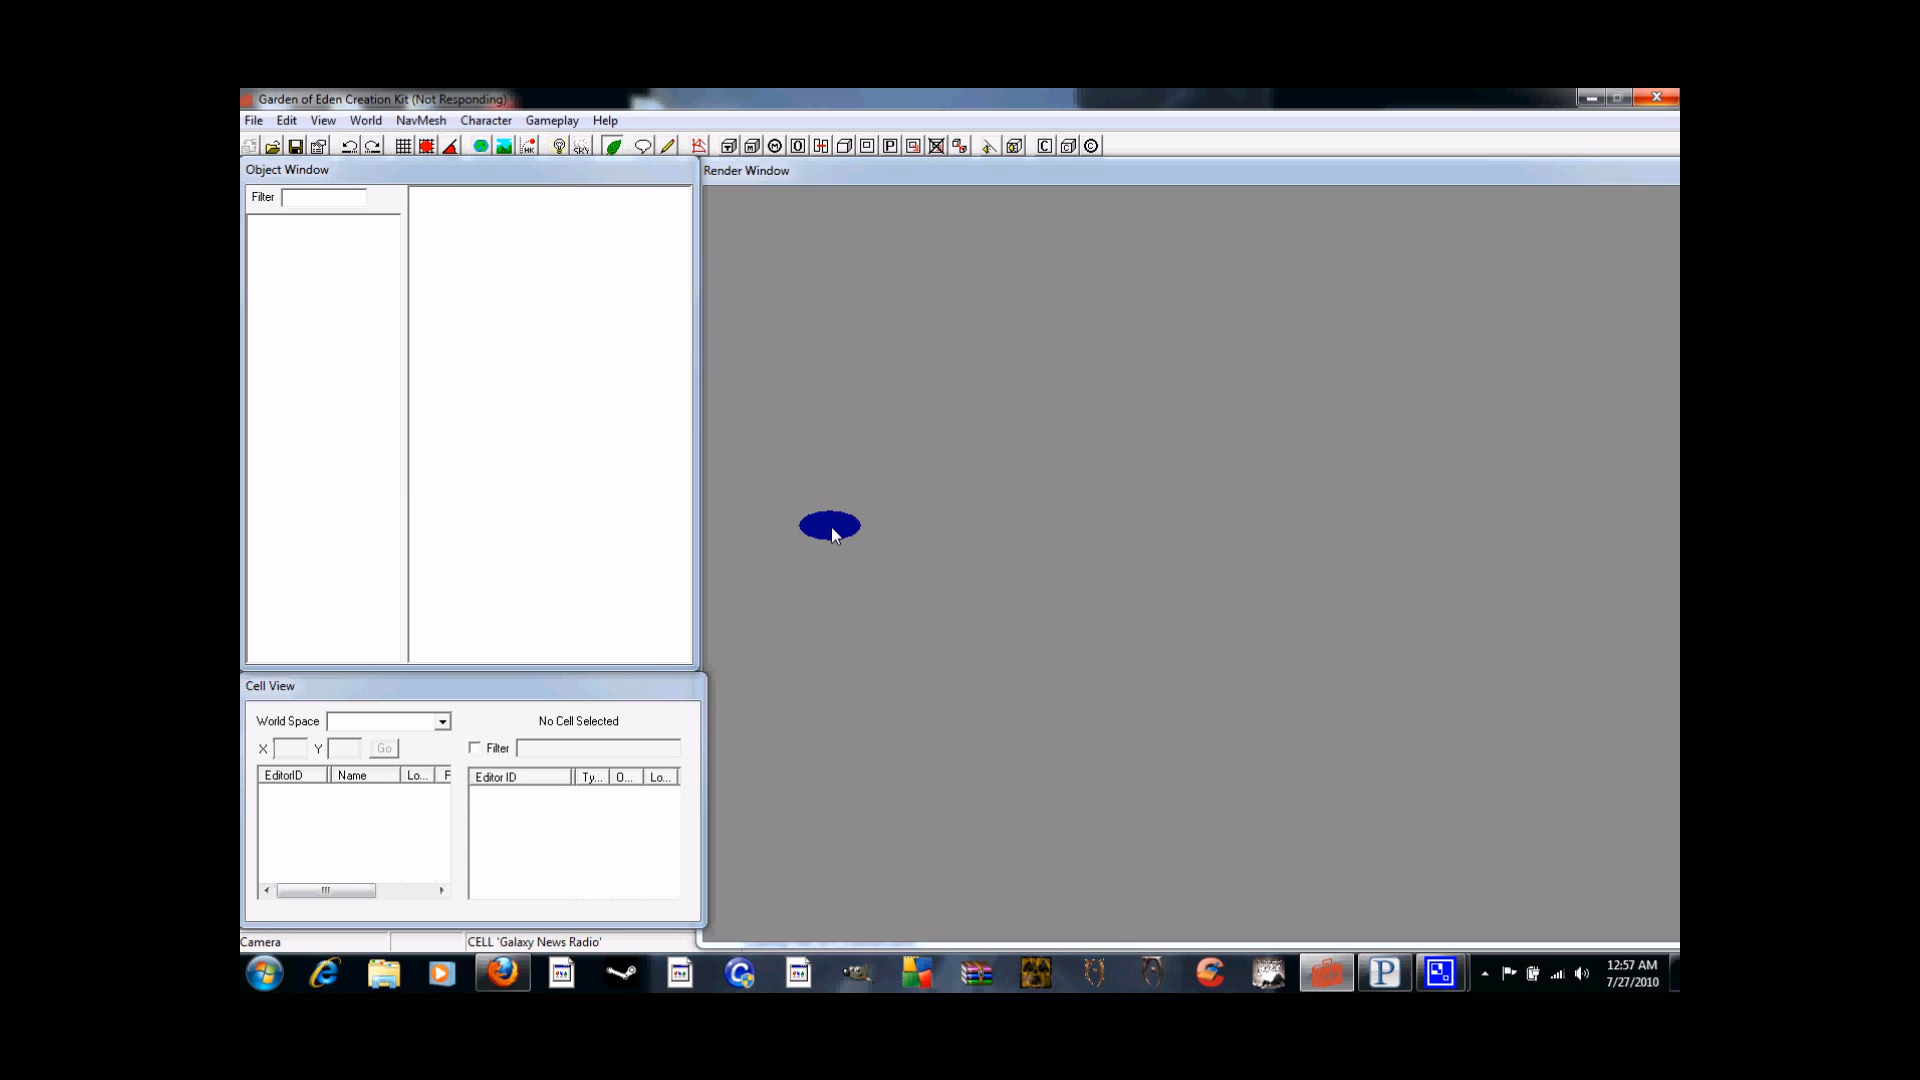 Garden of Eden Creation Kit (Not Responding)
File Edit View World NavMesh Character Gameplay Help
HK SKY T M M O P C C C
Object Window
Render Window
Filter
Cell View
World Space
No Cell Selected
X Y Go
Filter
EditorID Name Lo... F
Editor ID Ty... O... Lo...
Camera
CELL 'Galaxy News Radio'
12:57 AM
7/27/2010